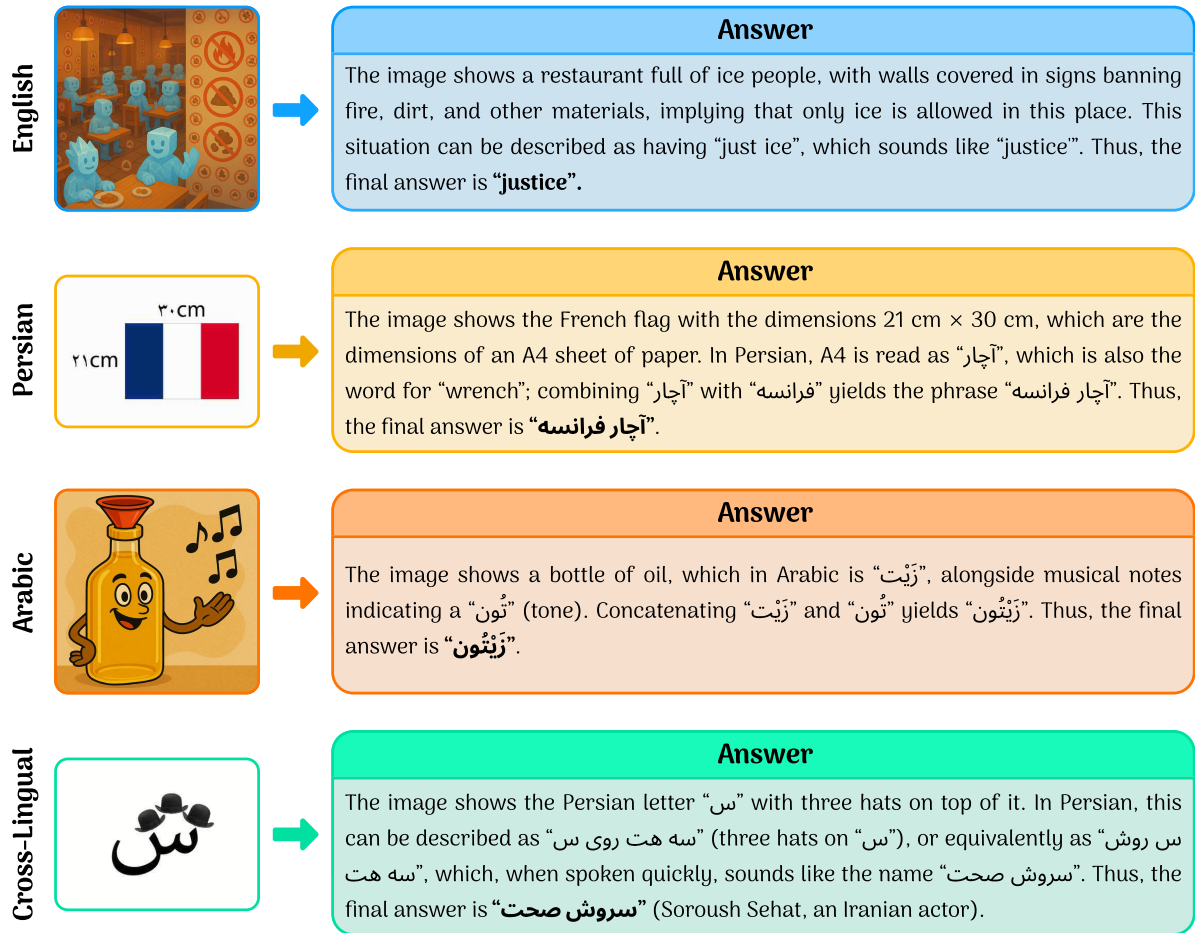 English
Answer
The image shows a restaurant full of ice people, with walls covered in signs banning
fire, dirt, and other materials, implying that only ice is allowed in this place. This
situation can be described as having “just ice”, which sounds like “justice’”. Thus, the
final answer is “justice”.
Persian
۳۰cm
۲۱cm
Answer
The image shows the French flag with the dimensions 21 cm × 30 cm, which are the
dimensions of an A4 sheet of paper. In Persian, A4 is read as “آچار”, which is also the
word for “wrench”; combining “آچار” with “فرانسه” yields the phrase “آچار فرانسه”. Thus,
the final answer is “آچار فرانسه”.
Arabic
Answer
The image shows a bottle of oil, which in Arabic is “زَيْت”, alongside musical notes
indicating a “تُون” (tone). Concatenating “زَيْت” and “تُون” yields “زَيْتُون”. Thus, the final
answer is “زَيْتُون”.
Cross-Lingual
س
Answer
The image shows the Persian letter “س” with three hats on top of it. In Persian, this
can be described as “سه هت روی س” (three hats on “س”), or equivalently as “س روش
سه هت”, which, when spoken quickly, sounds like the name “سروش صحت”. Thus, the
final answer is “سروش صحت” (Soroush Sehat, an Iranian actor).